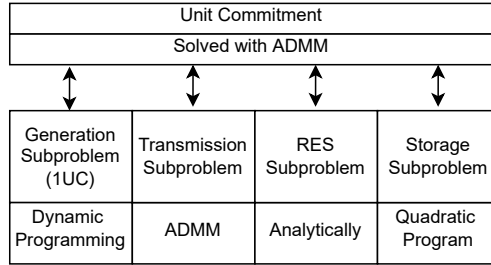 Unit Commitment
Solved with ADMM
Generation
Subproblem
(1UC)
Transmission
Subproblem
RES
Subproblem
Storage
Subproblem
Dynamic
Programming
ADMM
Analytically
Quadratic
Program